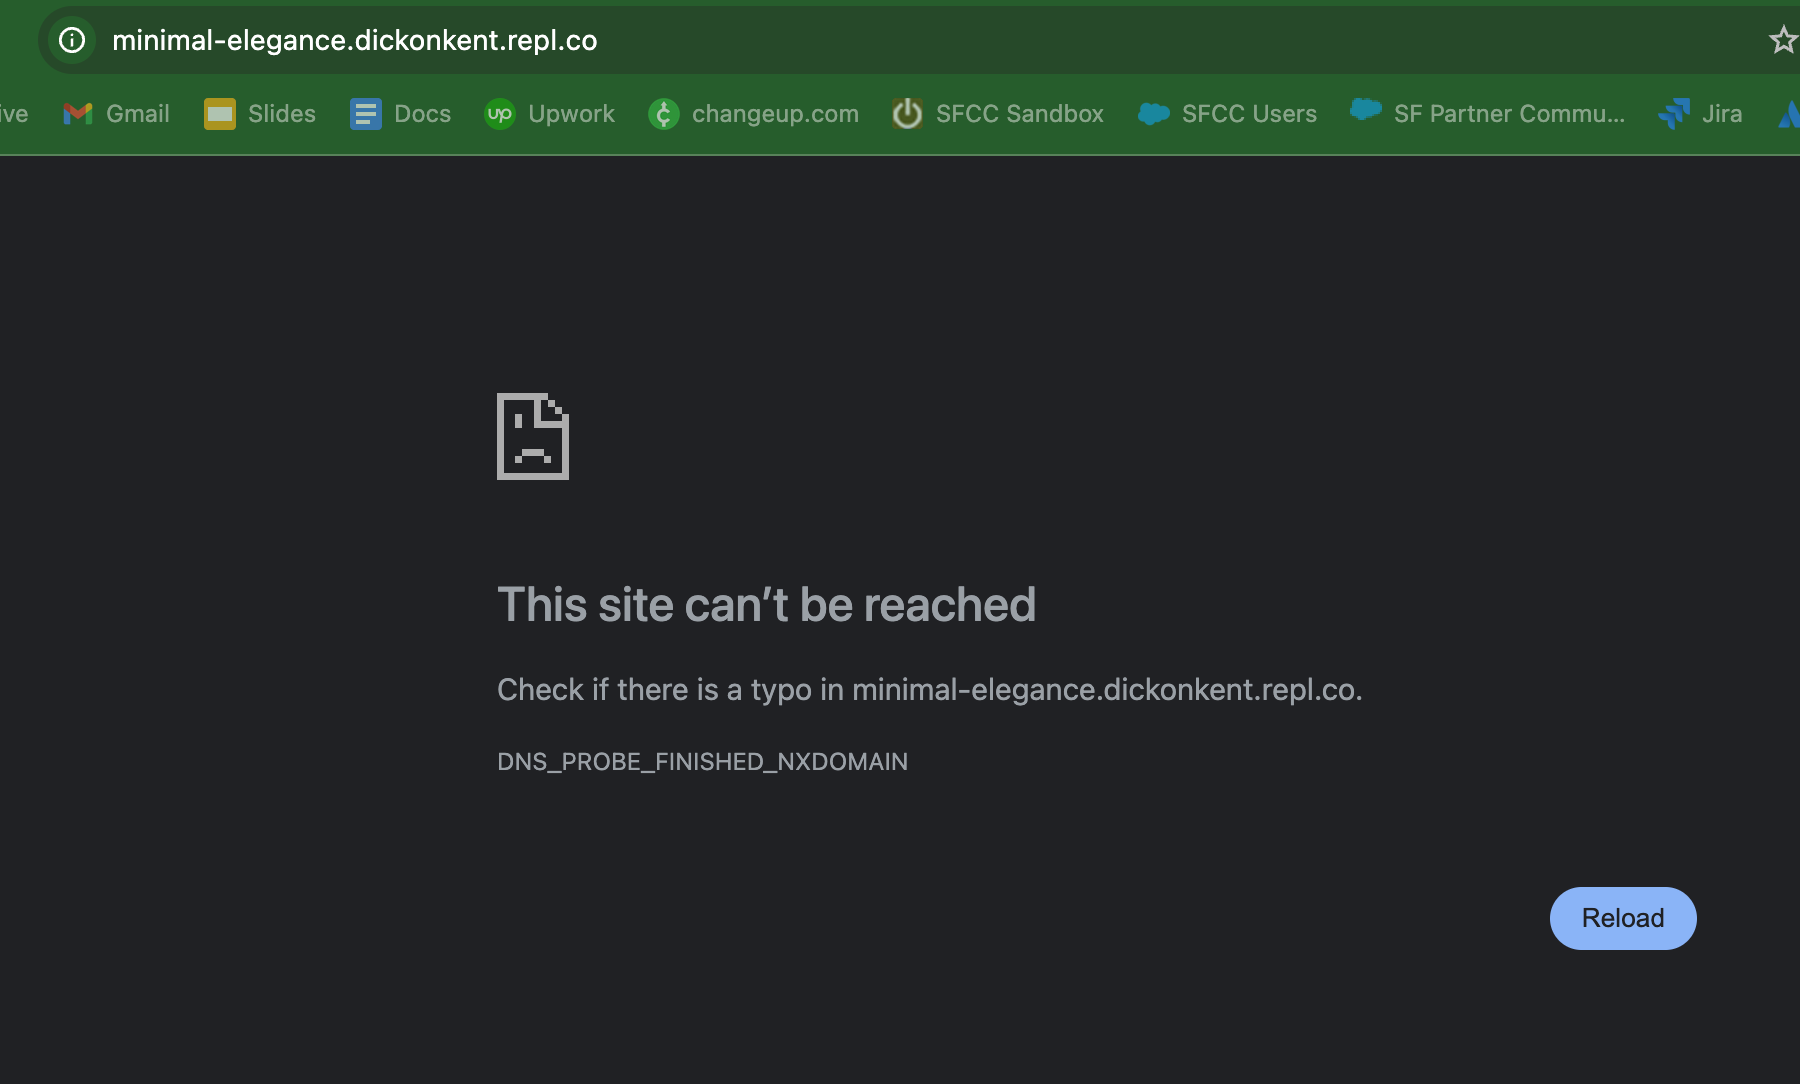 minimal-elegance.dickonkent.repl.co
ive Gmail Slides Docs up Upwork changeup.com SFCC Sandbox SFCC Users SF Partner Commu... Jira
This site can’t be reached
Check if there is a typo in minimal-elegance.dickonkent.repl.co.
DNS_PROBE_FINISHED_NXDOMAIN
Reload